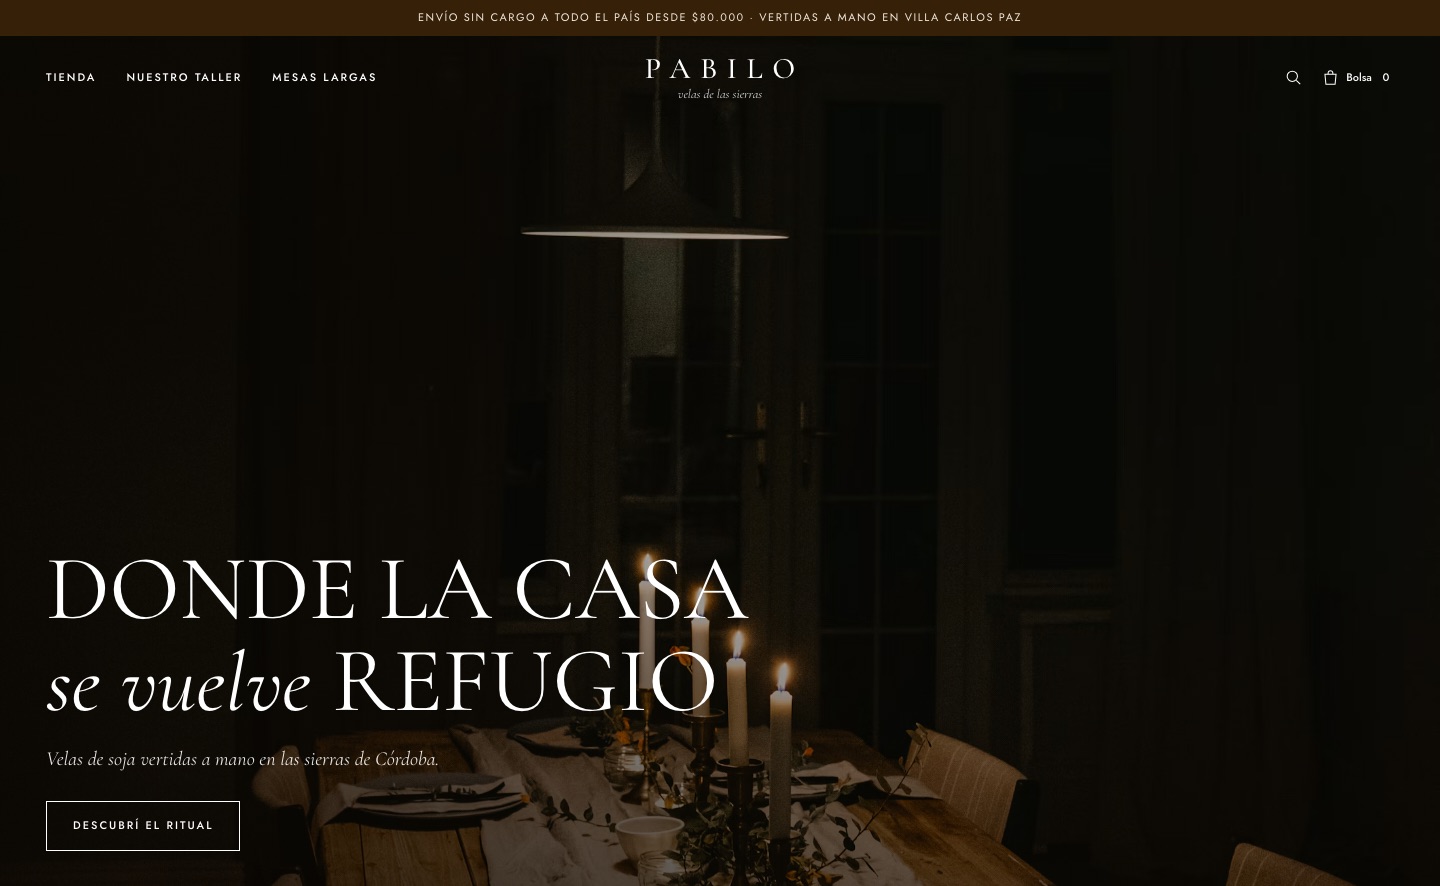 ENVÍO SIN CARGO A TODO EL PAÍS DESDE $80.000 · VERTIDAS A MANO EN VILLA CARLOS PAZ
TIENDA NUESTRO TALLER MESAS LARGAS
PABILO
velas de las sierras
Bolsa 0
DONDE LA CASA
se vuelve REFUGIO
Velas de soja vertidas a mano en las sierras de Córdoba.
DESCUBRÍ EL RITUAL